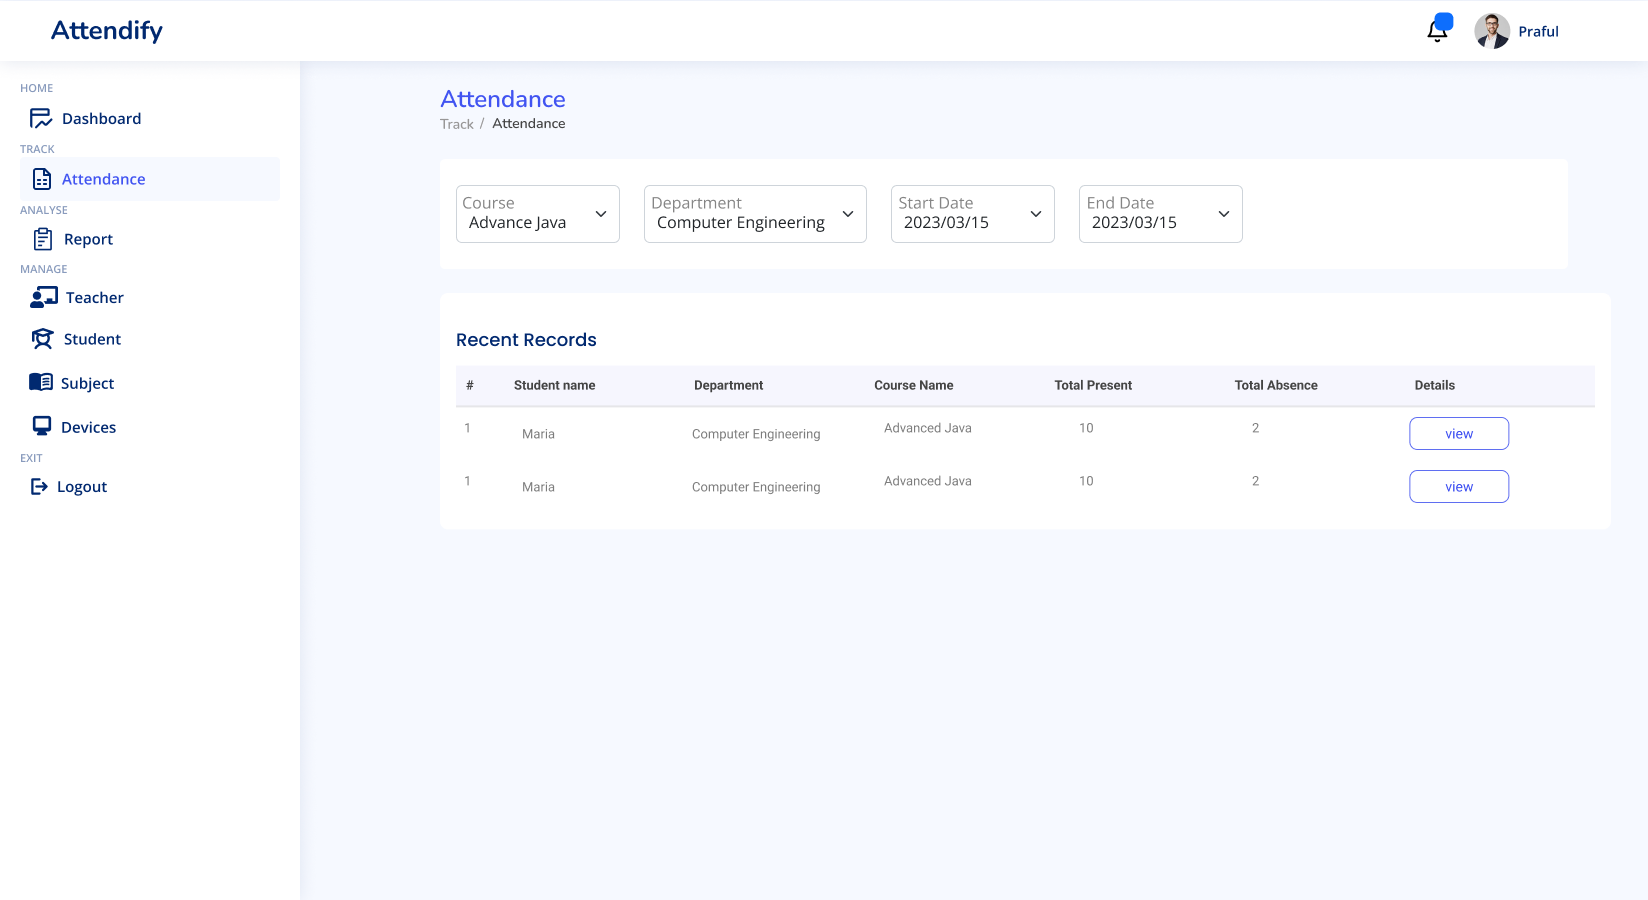 Attendify
Praful
HOME
Dashboard
TRACK
Attendance
ANALYSE
Report
MANAGE
Teacher
Student
Subject
Devices
EXIT
Logout
Attendance
Track / Attendance
Course
Advance Java
Department
Computer Engineering
Start Date
2023/03/15
End Date
2023/03/15
Recent Records
# Student name Department Course Name Total Present Total Absence Details
1 Maria Computer Engineering Advanced Java 10 2 view
1 Maria Computer Engineering Advanced Java 10 2 view